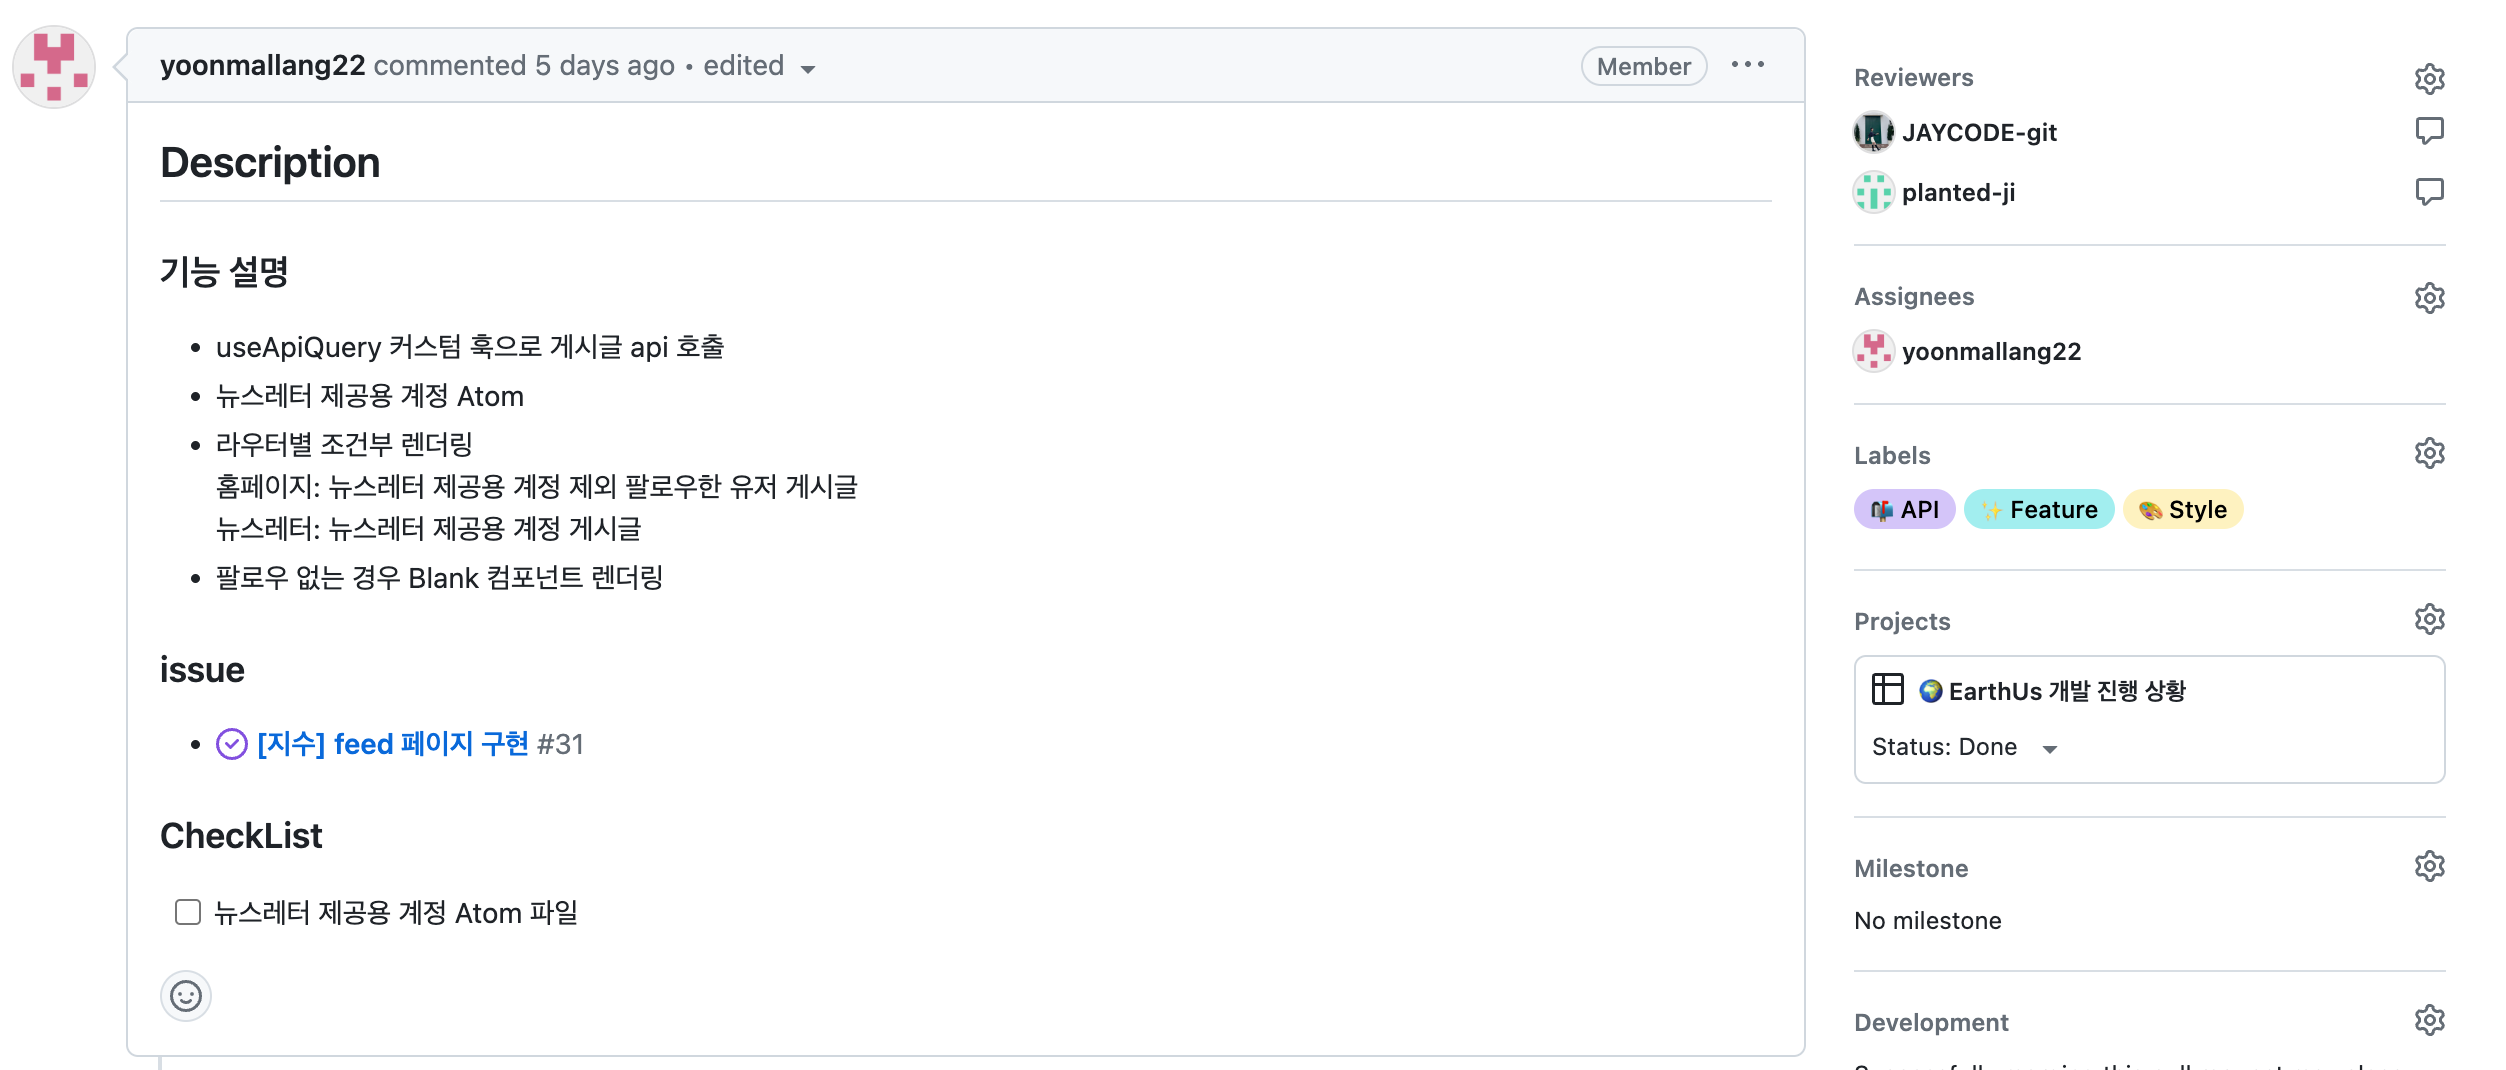 yoonmallang22 commented 5 days ago • edited
Member
Description
기능 설명
• useApiQuery 커스텀 훅으로 게시글 api 호출
• 뉴스레터 제공용 계정 Atom
• 라우터별 조건부 렌더링
홈페이지: 뉴스레터 제공용 계정 제외 팔로우한 유저 게시글
뉴스레터: 뉴스레터 제공용 계정 게시글
• 팔로우 없는 경우 Blank 컴포넌트 렌더링
issue
• [지수] feed 페이지 구현 #31
CheckList
뉴스레터 제공용 계정 Atom 파일
Reviewers
JAYCODE-git
planted-ji
Assignees
yoonmallang22
Labels
API Feature Style
Projects
EarthUs 개발 진행 상황
Status: Done
Milestone
No milestone
Development